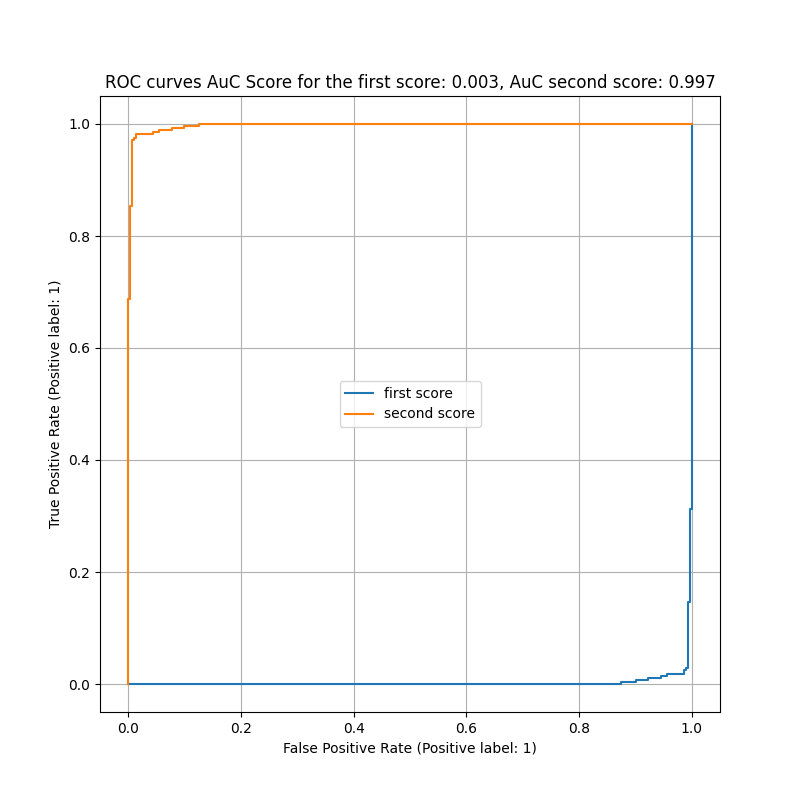 ROC curves AuC Score for the first score: 0.003, AuC second score: 0.997
1.0
0.8
0.6
0.4
0.2
0.0
True Positive Rate (Positive label: 1)
first score
second score
0.0 0.2 0.4 0.6 0.8 1.0
False Positive Rate (Positive label: 1)